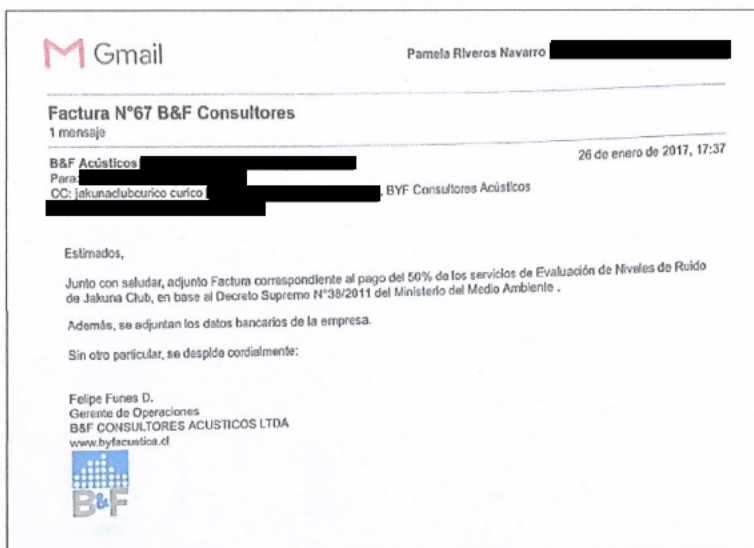 Gmail
Pamela Riveros Navarro
Factura N°67 B&F Consultores
1 mensaje
B&F Acústicos
26 de enero de 2017, 17:37
Para:
CC: jakunaclubcurico curico , BYF Consultores Acústicos
Estimados,
Junto con saludar, adjunto Factura correspondiente al pago del 50% de los servicios de Evaluación de Niveles de Ruido
de Jakuna Club, en base al Decreto Supremo N°38/2011 del Ministerio del Medio Ambiente .
Además, se adjuntan los datos bancarios de la empresa.
Sin otro particular, se despide cordialmente:
Felipe Funes D.
Gerente de Operaciones
B&F CONSULTORES ACUSTICOS LTDA
www.byfacustica.cl
B&F